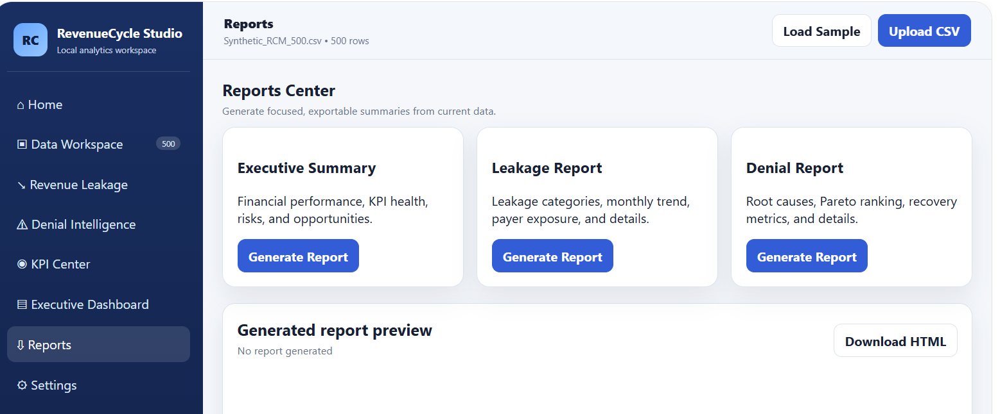 RC
RevenueCycle Studio
Local analytics workspace
⌂ Home
▣ Data Workspace
500
↘ Revenue Leakage
⚠ Denial Intelligence
◉ KPI Center
▤ Executive Dashboard
⇩ Reports
⚙ Settings
Reports
Synthetic_RCM_500.csv • 500 rows
Load Sample
Upload CSV
Reports Center
Generate focused, exportable summaries from current data.
Executive Summary
Financial performance, KPI health,
risks, and opportunities.
Generate Report
Leakage Report
Leakage categories, monthly trend,
payer exposure, and details.
Generate Report
Denial Report
Root causes, Pareto ranking, recovery
metrics, and details.
Generate Report
Generated report preview
No report generated
Download HTML